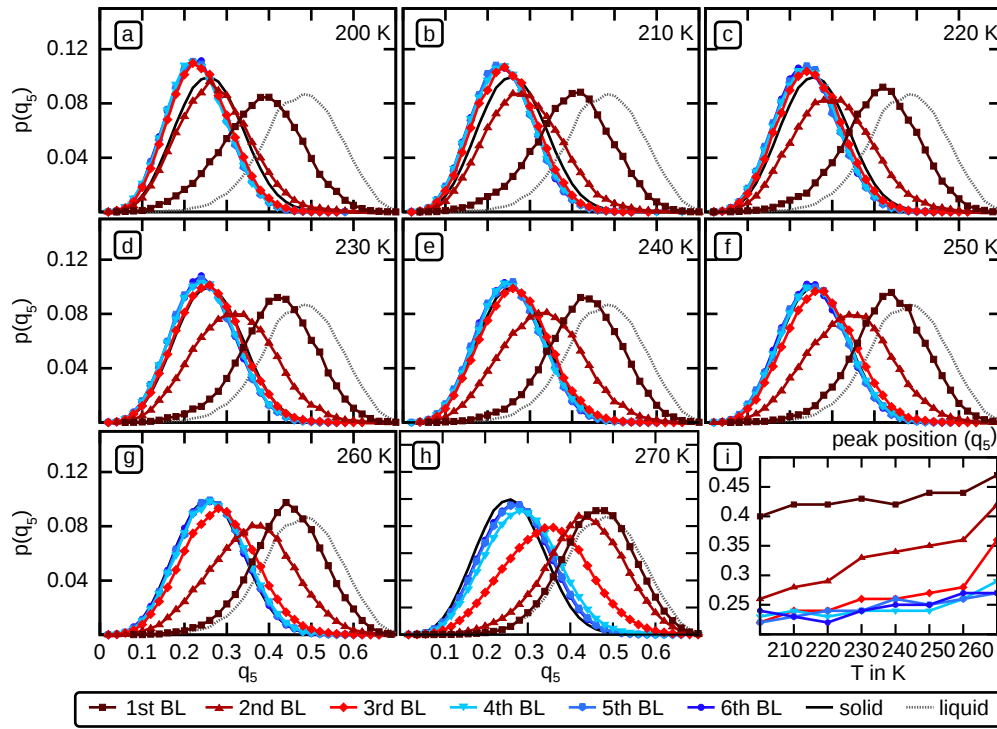 a 200 K b 210 K c 220 K
0.12
0.08
0.04
p(q5)
d 230 K e 240 K f 250 K
0.12
0.08
0.04
p(q5)
g 260 K h 270 K i peak position (q5)
0.12
0.08
0.04
p(q5)
0.45
0.4
0.35
0.3
0.25
210 220 230 240 250 260
T in K
0 0.1 0.2 0.3 0.4 0.5 0.6 0 0.1 0.2 0.3 0.4 0.5 0.6
q5 q5
1st BL 2nd BL 3rd BL 4th BL 5th BL 6th BL solid liquid